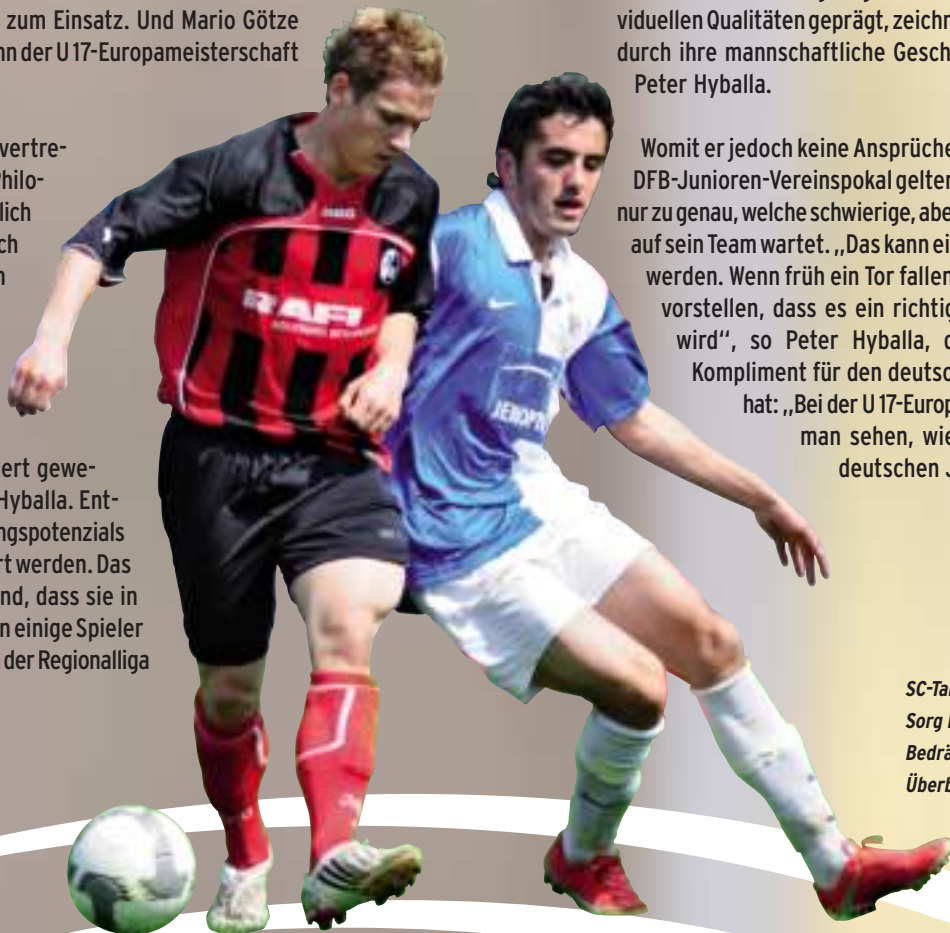 zum Einsatz. Und Mario Götze
nn der U17-Europameisterschaft
vertre-
Philo-
lich
ch
n
ert gewe-
Hyballa. Ent-
ngspotenzials
rt werden. Das
nd, dass sie in
n einige Spieler
der Regionalliga
viduellen Qualitäten geprägt, zeichn
durch ihre mannschaftliche Gesch
Peter Hyballa.
Womit er jedoch keine Ansprüche
DFB-Junioren-Vereinspokal gelten
nur zu genau, welche schwierige, abe
auf sein Team wartet. „Das kann ei
werden. Wenn früh ein Tor fallen
vorstellen, dass es ein richtig
wird“, so Peter Hyballa, d
Kompliment für den deutsc
hat: „Bei der U17-Europ
man sehen, wie
deutschen J
SC-Ta
Sorg
Bedrä
Überb